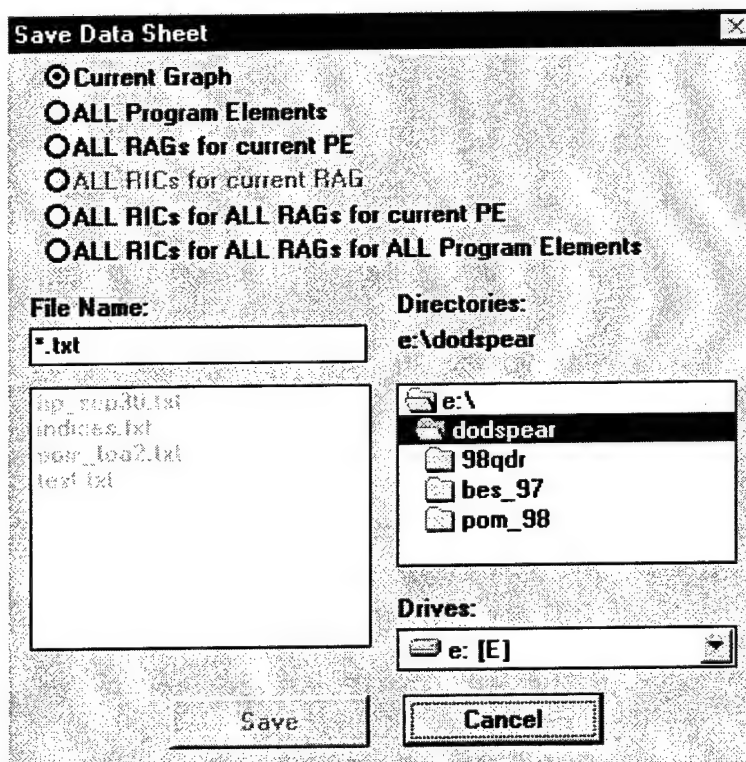 Save Data Sheet
Current Graph
ALL Program Elements
ALL RAGs for current PE
ALL RICs for current RAG
ALL RICs for ALL RAGs for current PE
ALL RICs for ALL RAGs for ALL Program Elements
File Name:
*.txt
indices.txt
text.txt
Directories:
e:\dodspear
e:\
dodspear
98qdr
bes_97
pom_98
Drives:
e: [E]
Save
Cancel